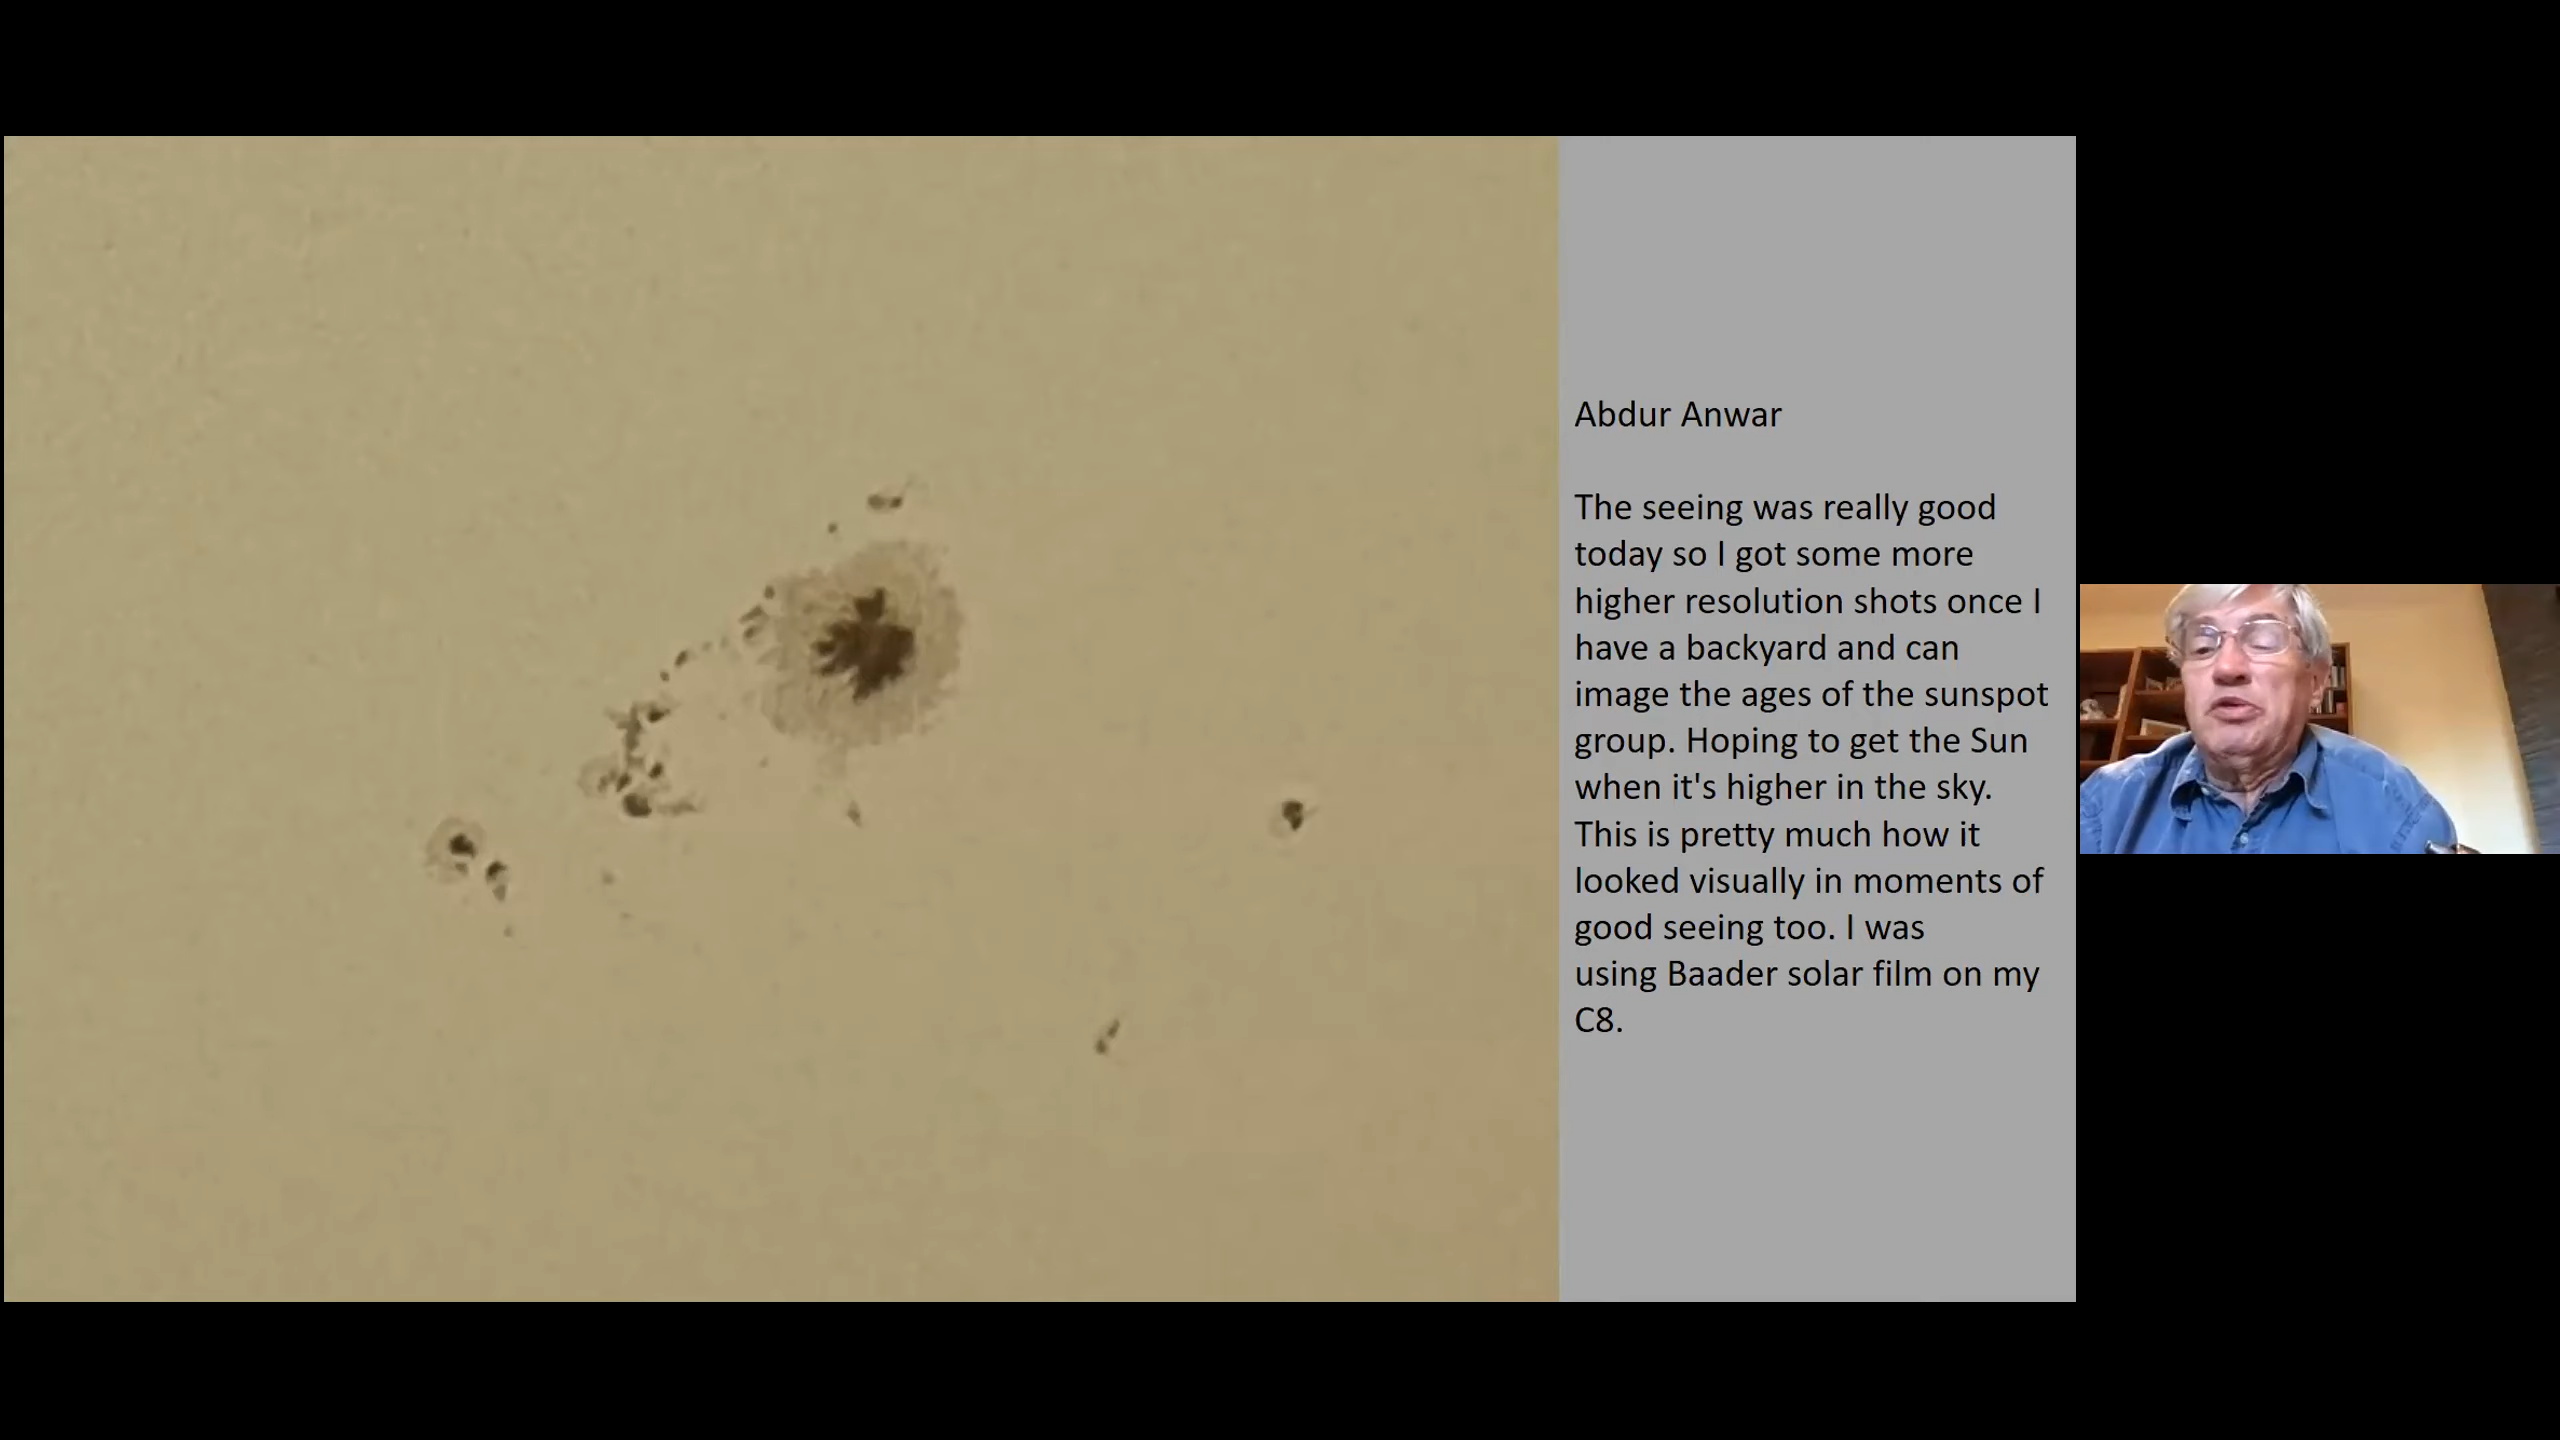 Abdur Anwar
The seeing was really good
today so I got some more
higher resolution shots once I
have a backyard and can
image the ages of the sunspot
group. Hoping to get the Sun
when it's higher in the sky.
This is pretty much how it
looked visually in moments of
good seeing too. I was
using Baader solar film on my
C8.